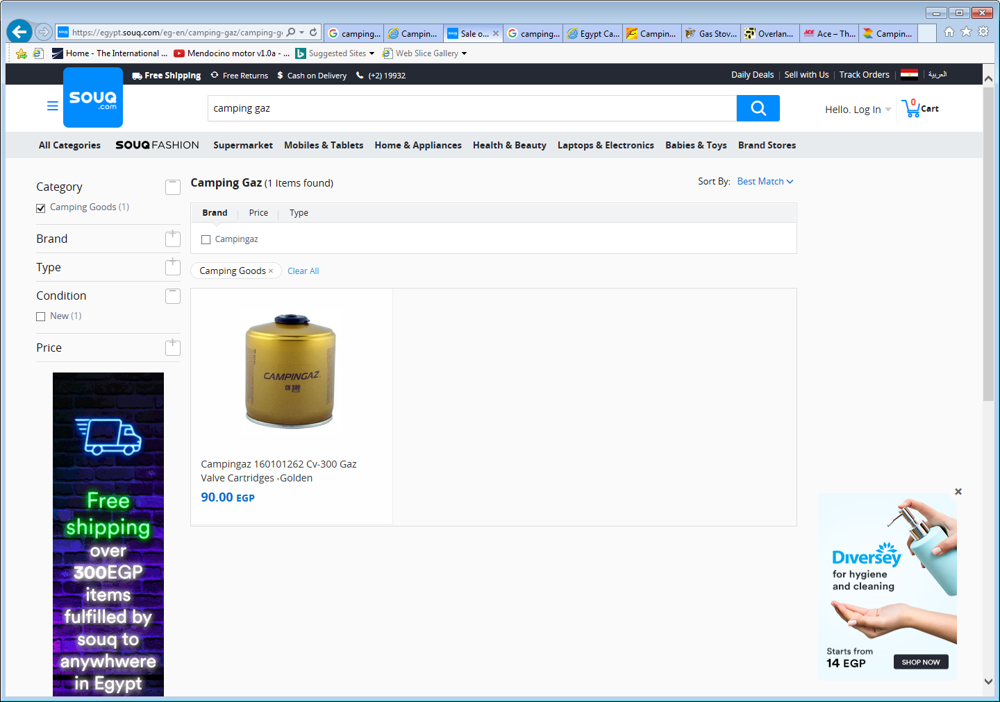 https://egypt.souq.com/eg-en/camping-gaz/camping-g
camping...
Campin...
Sale o...
camping...
Egypt Ca...
Campin...
Gas Stov...
Overlan...
Ace – Th...
Campin...
Home - The International ...
Mendocino motor v1.0a - ...
Suggested Sites
Web Slice Gallery
Free Shipping
Free Returns
$ Cash on Delivery
(+2) 19932
Daily Deals
Sell with Us
Track Orders
العربية
SOUQ
.com
camping gaz
Hello. Log In
0
Cart
All Categories
SOUQ FASHION
Supermarket
Mobiles & Tablets
Home & Appliances
Health & Beauty
Laptops & Electronics
Babies & Toys
Brand Stores
Category
Camping Goods (1)
Brand
Type
Condition
New (1)
Price
Camping Gaz (1 Items found)
Sort By: Best Match
Brand
Price
Type
Campingaz
Camping Goods ×
Clear All
CAMPINGAZ
CV 300
PLUS
Campingaz 160101262 Cv-300 Gaz
Valve Cartridges -Golden
90.00 EGP
Free
shipping
over
300EGP
items
fulfilled by
souq to
anywhwere
in Egypt
Diversey
for hygiene
and cleaning
Starts from
14 EGP
SHOP NOW